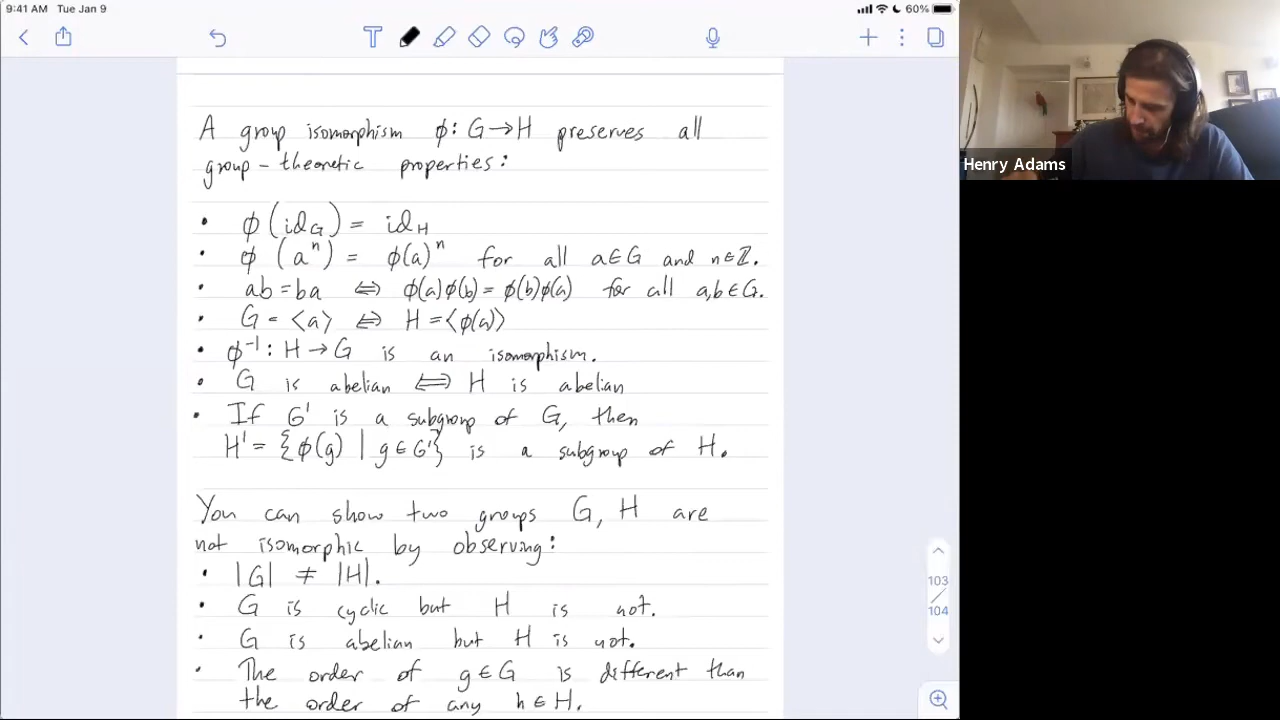 9:41 AM Tue Jan 9
60%
A group isomorphism ϕ: G→H preserves all
group-theoretic properties:
• ϕ(id_G) = id_H
• ϕ(aⁿ) = ϕ(a)ⁿ for all a∈G and n∈ℤ.
• ab = ba ⇔ ϕ(a)ϕ(b) = ϕ(b)ϕ(a) for all a,b∈G.
• G = <a> ⇔ H = <ϕ(a)>
• ϕ⁻¹: H→G is an isomorphism.
• G is abelian ⇔ H is abelian
• If G' is a subgroup of G, then
H' = {ϕ(g) | g∈G'} is a subgroup of H.
You can show two groups G, H are
not isomorphic by observing:
• |G| ≠ |H|.
• G is cyclic but H is not.
• G is abelian but H is not.
• The order of g∈G is different than
the order of any h∈H.
103
/
104
Henry Adams